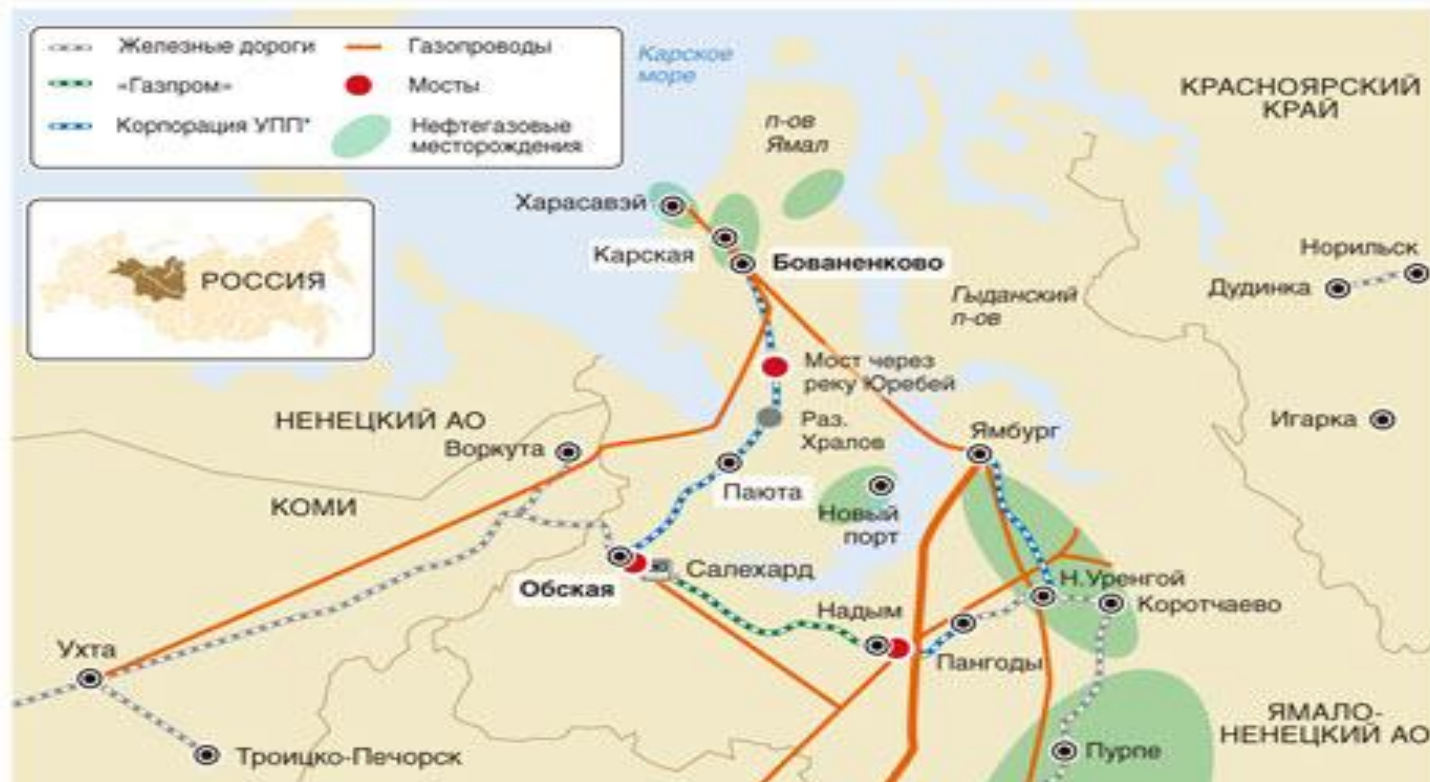 Железные дороги
Газопроводы
«Газпром»
Мосты
Корпорация УПП*
Нефтегазовые
месторождения
Карское
море
КРАСНОЯРСКИЙ
КРАЙ
п-ов
Ямал
РОССИЯ
Харасавэй
Карская
Бованенково
Норильск
Дудинка
Гыданский
п-ов
Мост через
реку Юребей
НЕНЕЦКИЙ АО
Раз.
Хралов
Игарка
Воркута
Ямбург
КОМИ
Паюта
Новый
порт
Обская
Салехард
Н.Уренгой
Надым
Коротчаево
Ухта
Пангоды
ЯМАЛО-
НЕНЕЦКИЙ АО
Троицко-Печорск
Пурпе